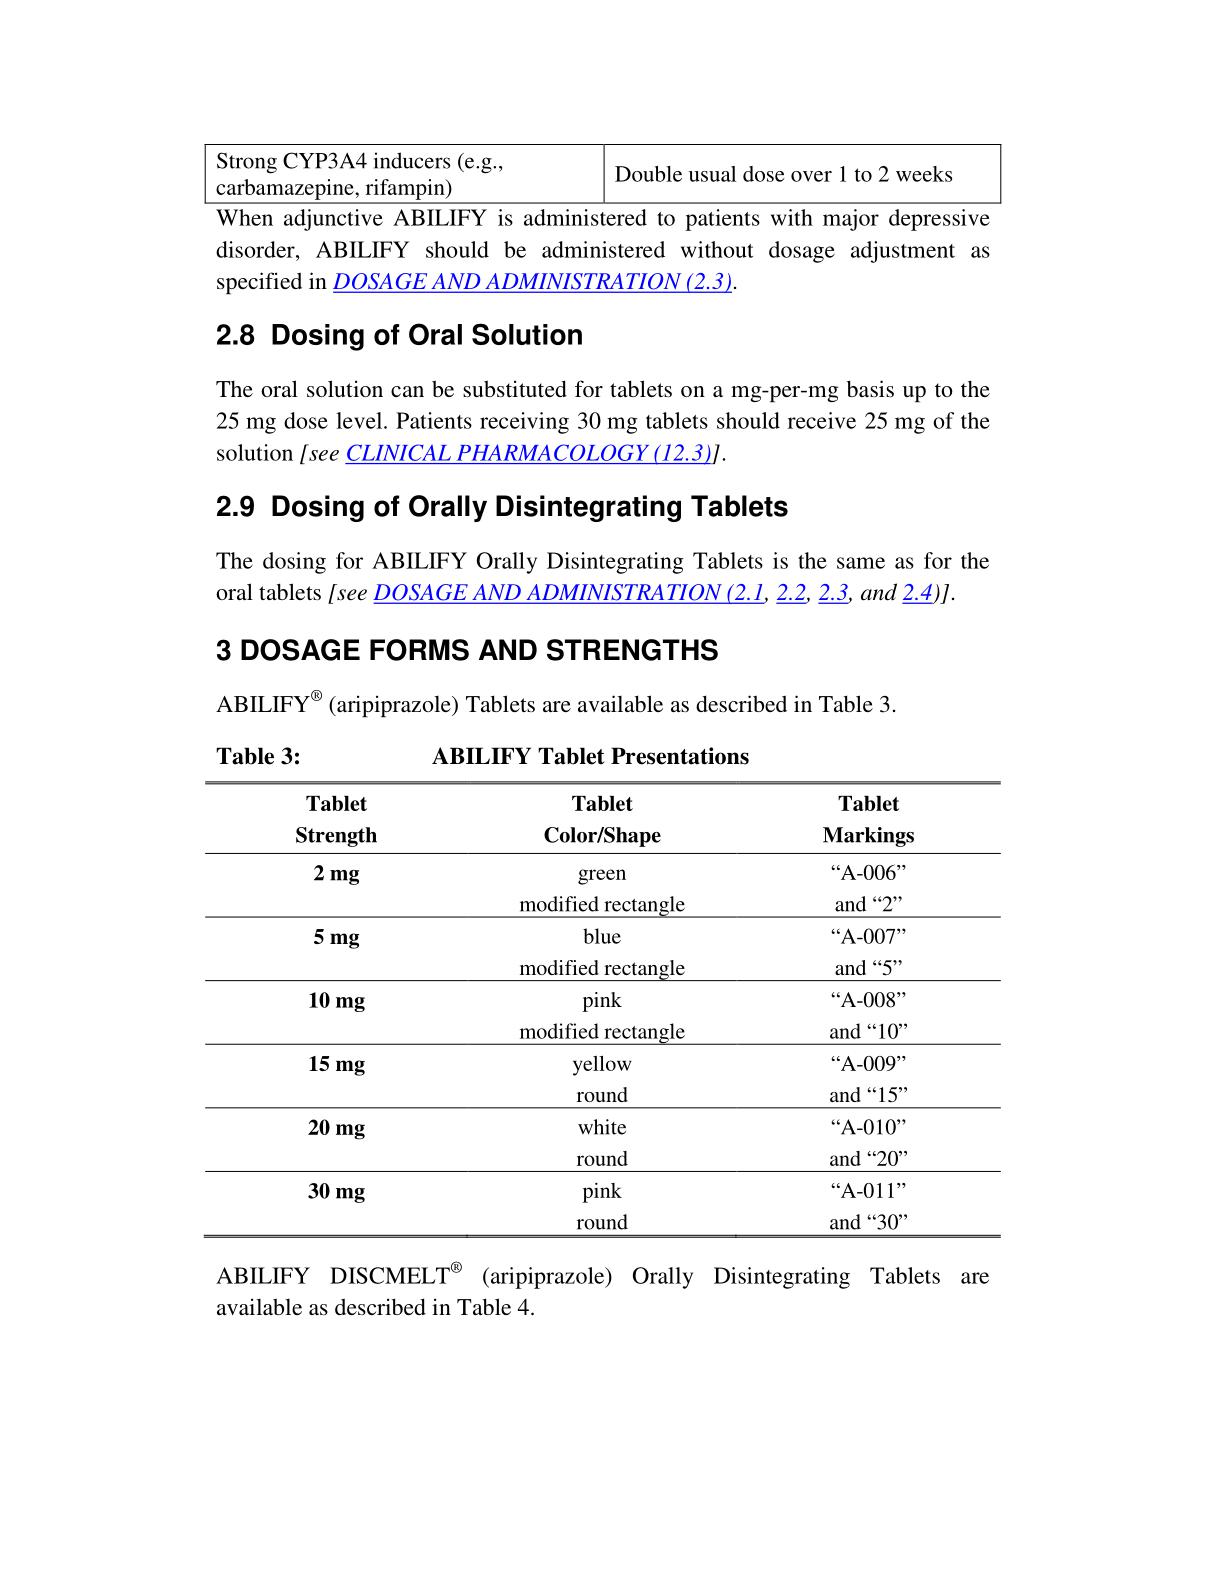 Strong CYP3A4 inducers (e.g.,
carbamazepine, rifampin)
Double usual dose over 1 to 2 weeks
When adjunctive ABILIFY is administered to patients with major depressive
disorder, ABILIFY should be administered without dosage adjustment as
specified in DOSAGE AND ADMINISTRATION (2.3).
2.8 Dosing of Oral Solution
The oral solution can be substituted for tablets on a mg-per-mg basis up to the
25 mg dose level. Patients receiving 30 mg tablets should receive 25 mg of the
solution [see CLINICAL PHARMACOLOGY (12.3)].
2.9 Dosing of Orally Disintegrating Tablets
The dosing for ABILIFY Orally Disintegrating Tablets is the same as for the
oral tablets [see DOSAGE AND ADMINISTRATION (2.1, 2.2, 2.3, and 2.4)].
3 DOSAGE FORMS AND STRENGTHS
ABILIFY® (aripiprazole) Tablets are available as described in Table 3.
Table 3: ABILIFY Tablet Presentations
Tablet Tablet Tablet
Strength Color/Shape Markings
2 mg green “A-006”
modified rectangle and “2”
5 mg blue “A-007”
modified rectangle and “5”
10 mg pink “A-008”
modified rectangle and “10”
15 mg yellow “A-009”
round and “15”
20 mg white “A-010”
round and “20”
30 mg pink “A-011”
round and “30”
ABILIFY DISCMELT® (aripiprazole) Orally Disintegrating Tablets are
available as described in Table 4.